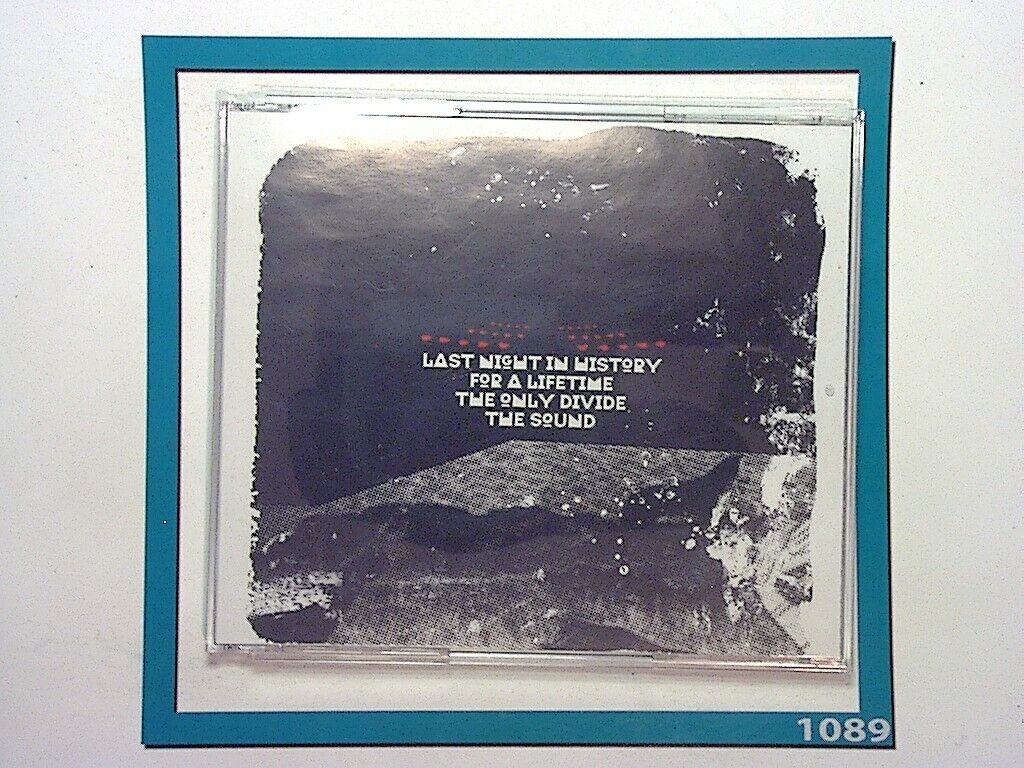 LAST NIGHT IN HISTORY
FOR A LIFETIME
THE ONLY DIVIDE
THE SOUND
1089